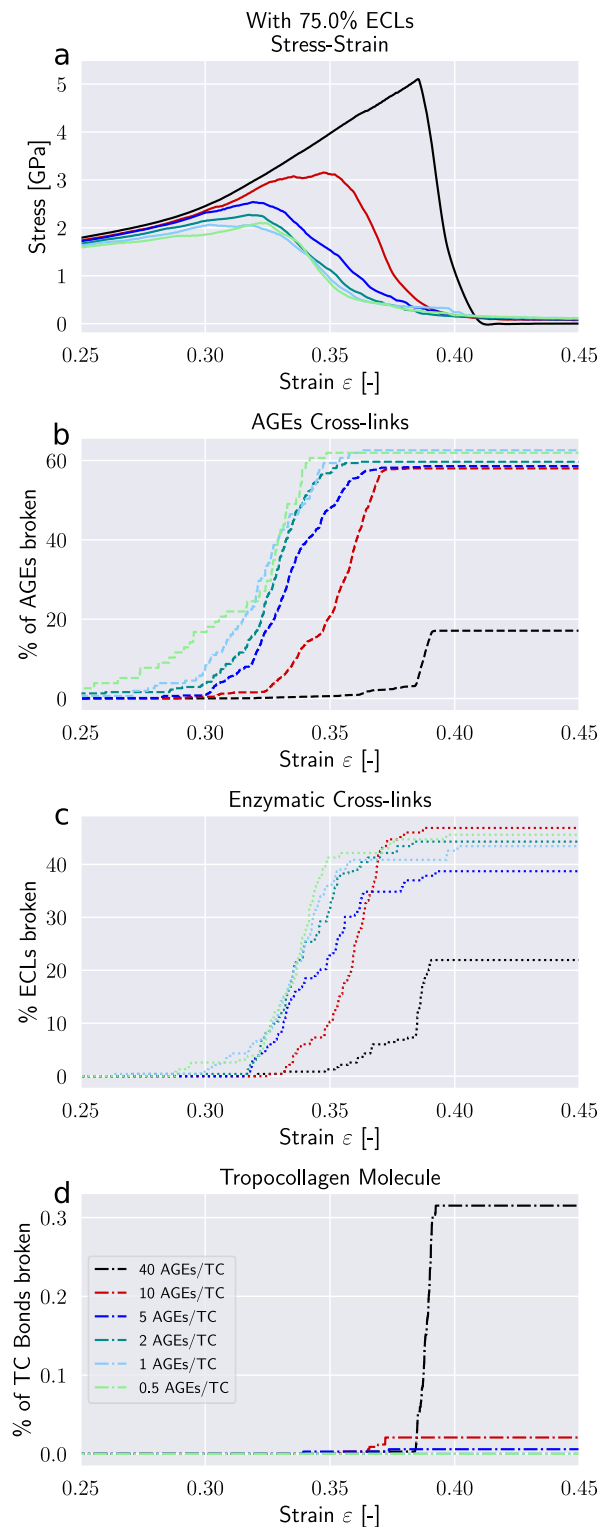 With 75.0% ECLs
Stress-Strain
a
5
4
3
2
1
0
Stress [GPa]
0.25 0.30 0.35 0.40 0.45
Strain ε [-]
AGEs Cross-links
b
60
40
20
0
% of AGEs broken
0.25 0.30 0.35 0.40 0.45
Strain ε [-]
Enzymatic Cross-links
c
40
30
20
10
0
% ECLs broken
0.25 0.30 0.35 0.40 0.45
Strain ε [-]
Tropocollagen Molecule
d
0.3
0.2
0.1
0.0
% of TC Bonds broken
40 AGEs/TC
10 AGEs/TC
5 AGEs/TC
2 AGEs/TC
1 AGEs/TC
0.5 AGEs/TC
0.25 0.30 0.35 0.40 0.45
Strain ε [-]